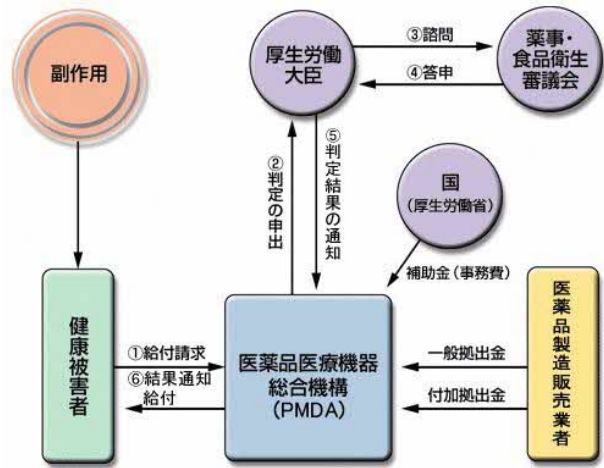 副作用
厚生労働
大臣
③諮問
④答申
薬事・
食品衛生
審議会
②判定の申出
⑤判定結果の通知
国
(厚生労働省)
補助金(事務費)
健康被害者
①給付請求
⑥結果通知
給付
医薬品医療機器
総合機構
(PMDA)
一般拠出金
付加拠出金
医薬品製造販売業者